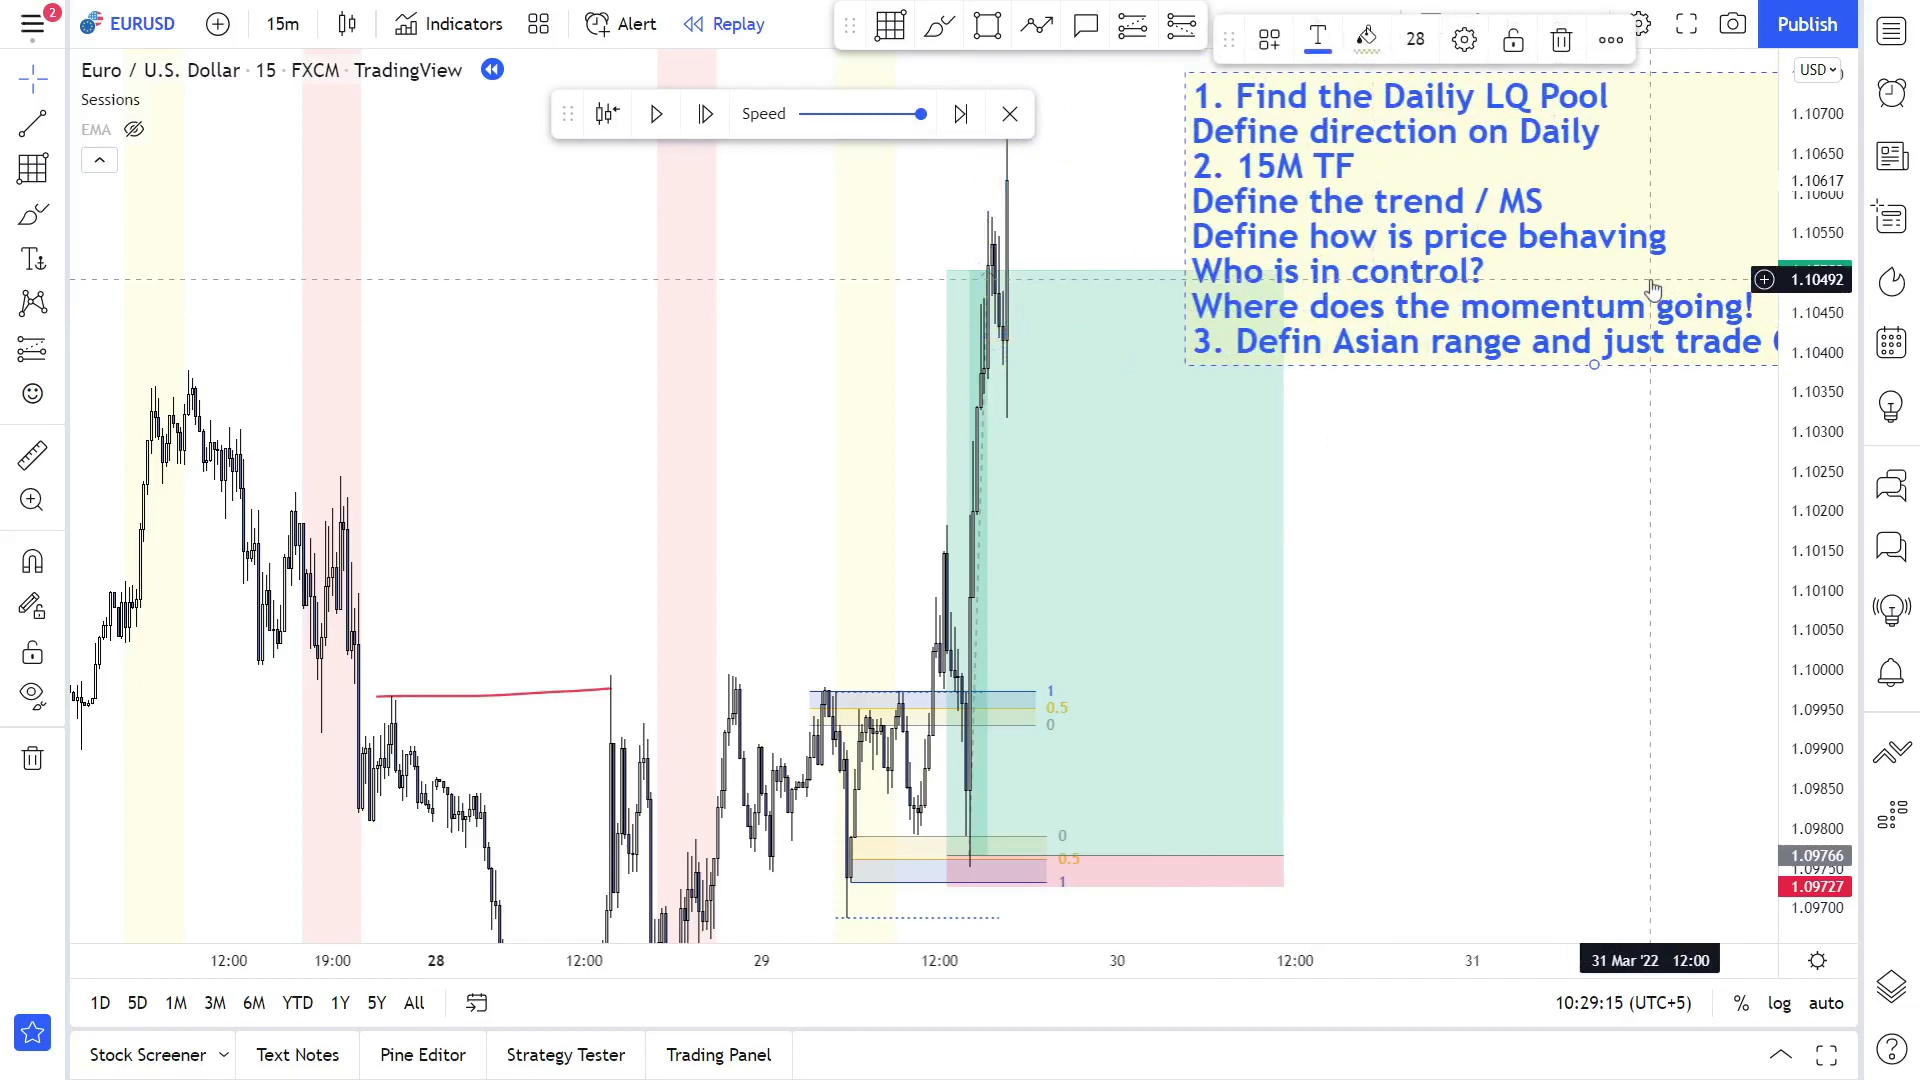 2
EURUSD
15m
Indicators
Alert
Replay
28
Publish
Euro / U.S. Dollar · 15 · FXCM · TradingView
Sessions
EMA
Speed
USD
1. Find the Dailiy LQ Pool
Define direction on Daily
2. 15M TF
Define the trend / MS
Define how is price behaving
Who is in control?
Where does the momentum going!
3. Defin Asian range and just trade
1.10700
1.10650
1.10617
1.10600
1.10550
1.10492
1.10450
1.10400
1.10350
1.10300
1.10250
1.10200
1.10150
1.10100
1.10050
1.10000
1.09950
1.09900
1.09850
1.09800
1.09766
1.09750
1.09727
1.09700
1
0.5
0
0
0.5
1
12:00
19:00
28
12:00
29
12:00
30
12:00
31
31 Mar '22 12:00
1D 5D 1M 3M 6M YTD 1Y 5Y All
10:29:15 (UTC+5)
% log auto
Stock Screener
Text Notes
Pine Editor
Strategy Tester
Trading Panel